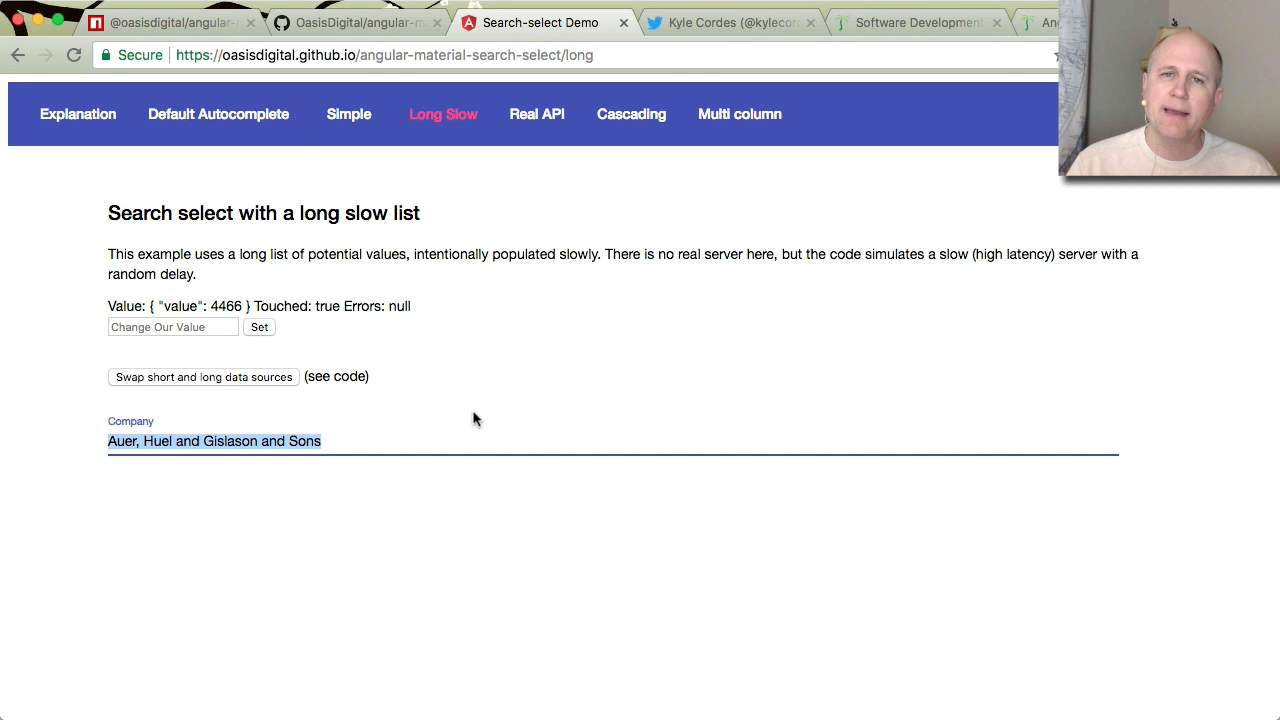 @oasisdigital/angular-
OasisDigital/angular-ma
Search-select Demo
Kyle Cordes (@kyleco
Software Development
An
Secure
https://oasisdigital.github.io/angular-material-search-select/long
Explanation
Default Autocomplete
Simple
Long Slow
Real API
Cascading
Multi column
Search select with a long slow list
This example uses a long list of potential values, intentionally populated slowly. There is no real server here, but the code simulates a slow (high latency) server with a
random delay.
Value: { "value": 4466 } Touched: true Errors: null
Change Our Value
Set
Swap short and long data sources (see code)
Company
Auer, Huel and Gislason and Sons